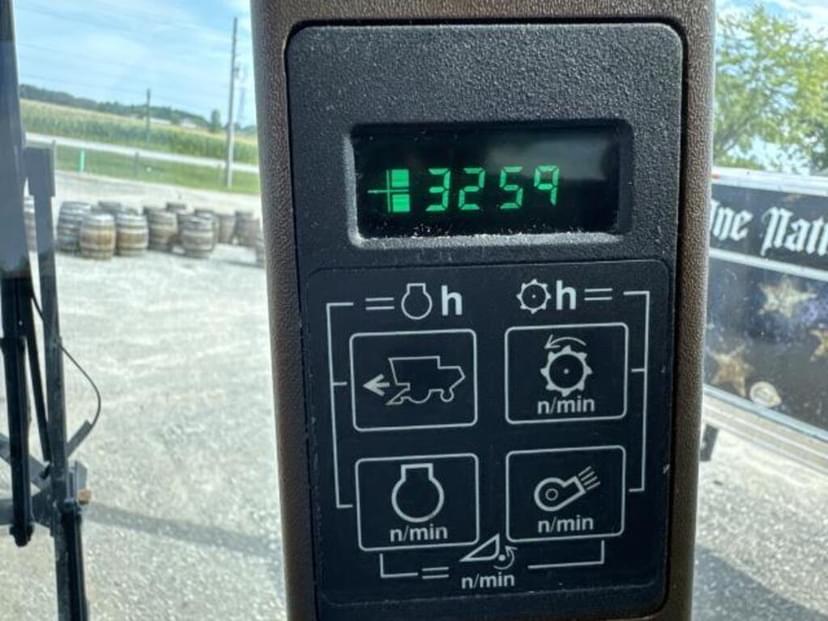 3259
=h h=
n/min
n/min n/min
= n/min